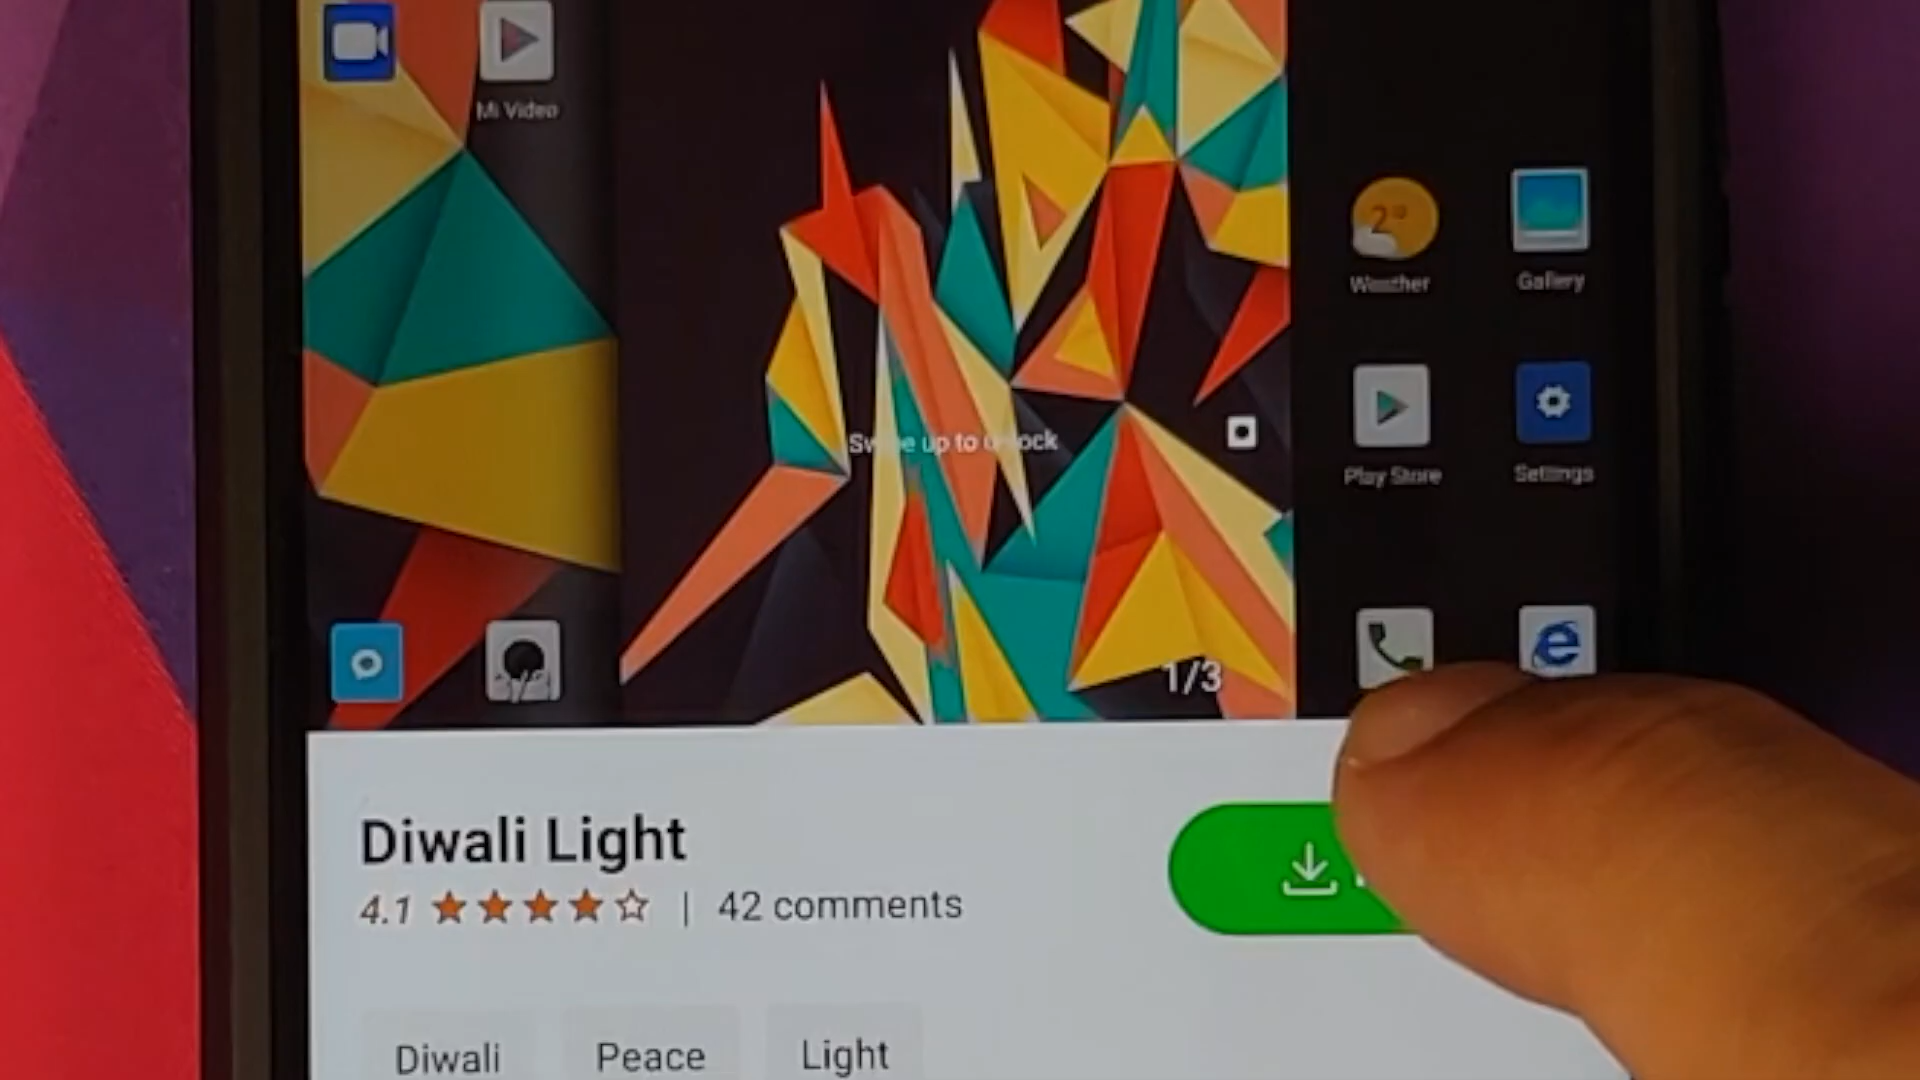 Mi Video
2°
Weather
Gallery
Play Store
Settings
Swipe up to unlock
1/3
Diwali Light
4.1 | 42 comments
Diwali
Peace
Light